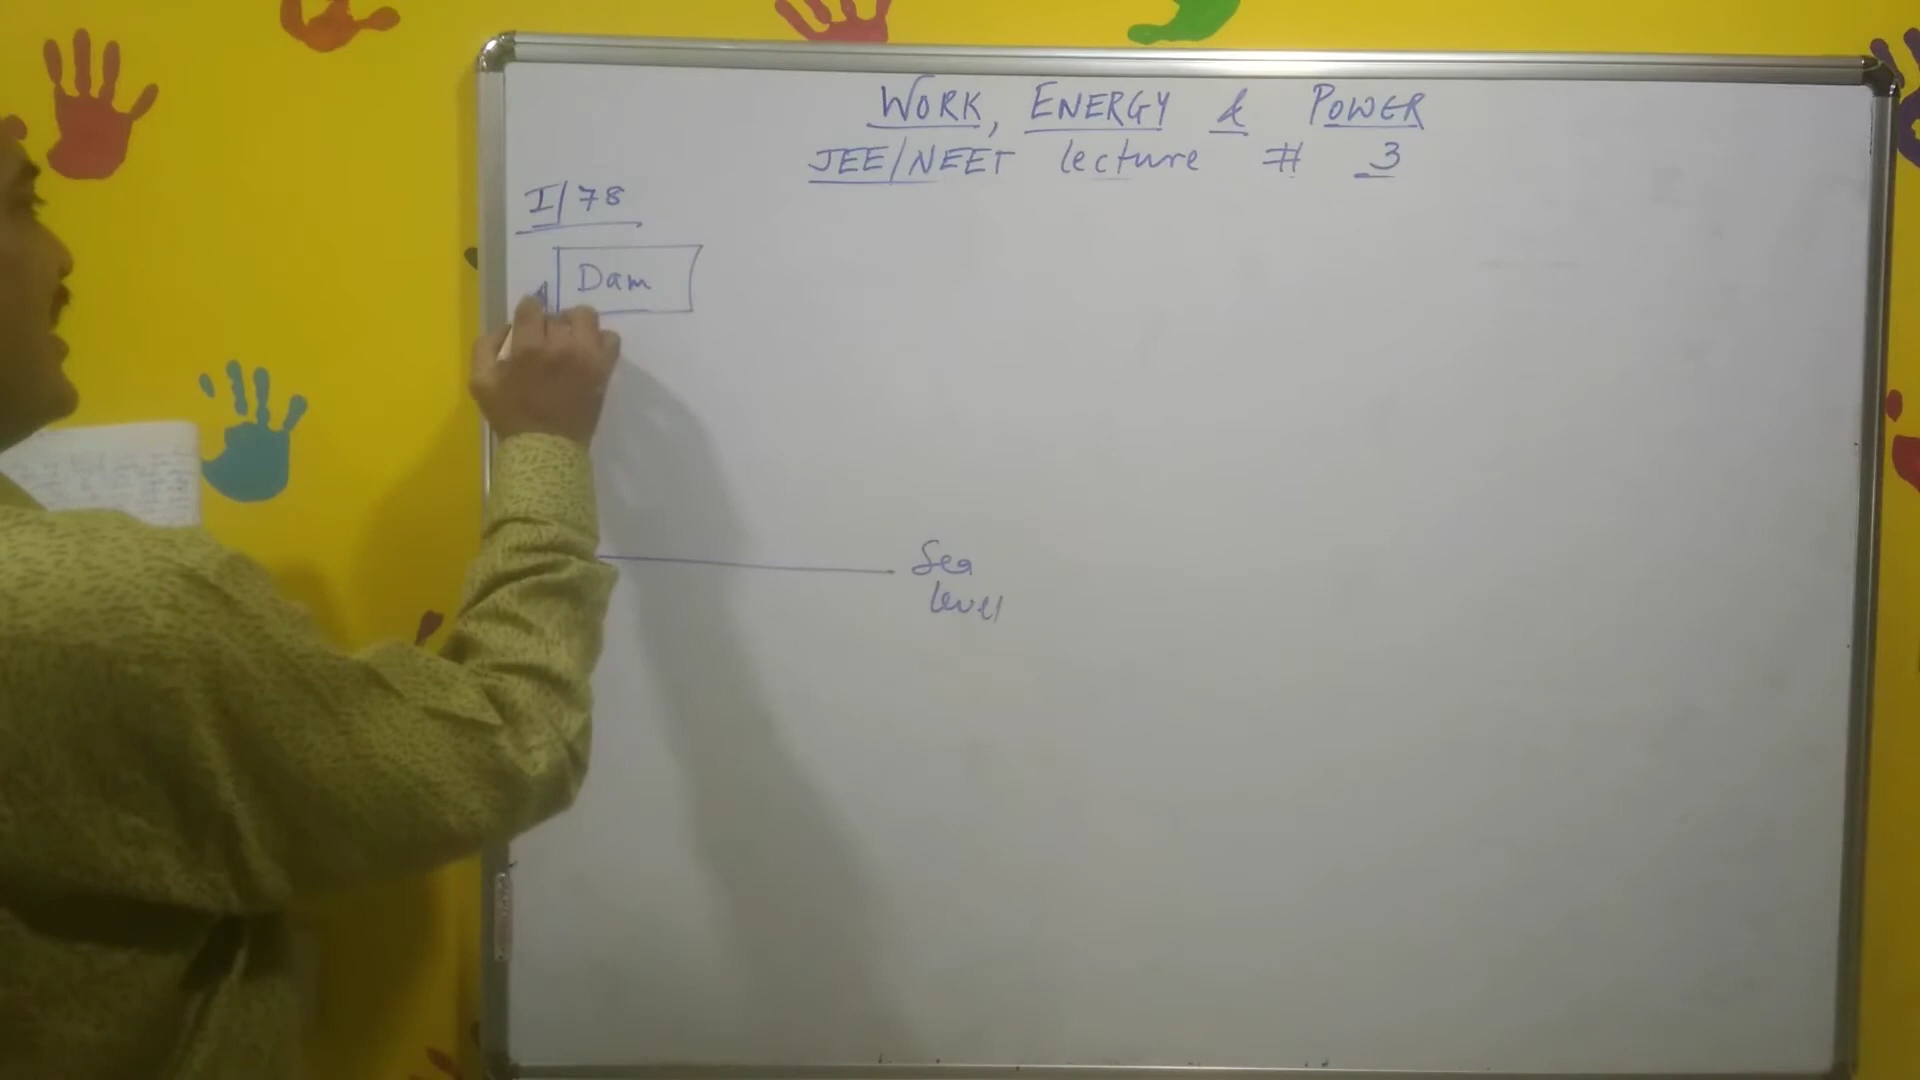 WORK, ENERGY & POWER
JEE/NEET lecture # 3
I/78
Dam
Sea
level